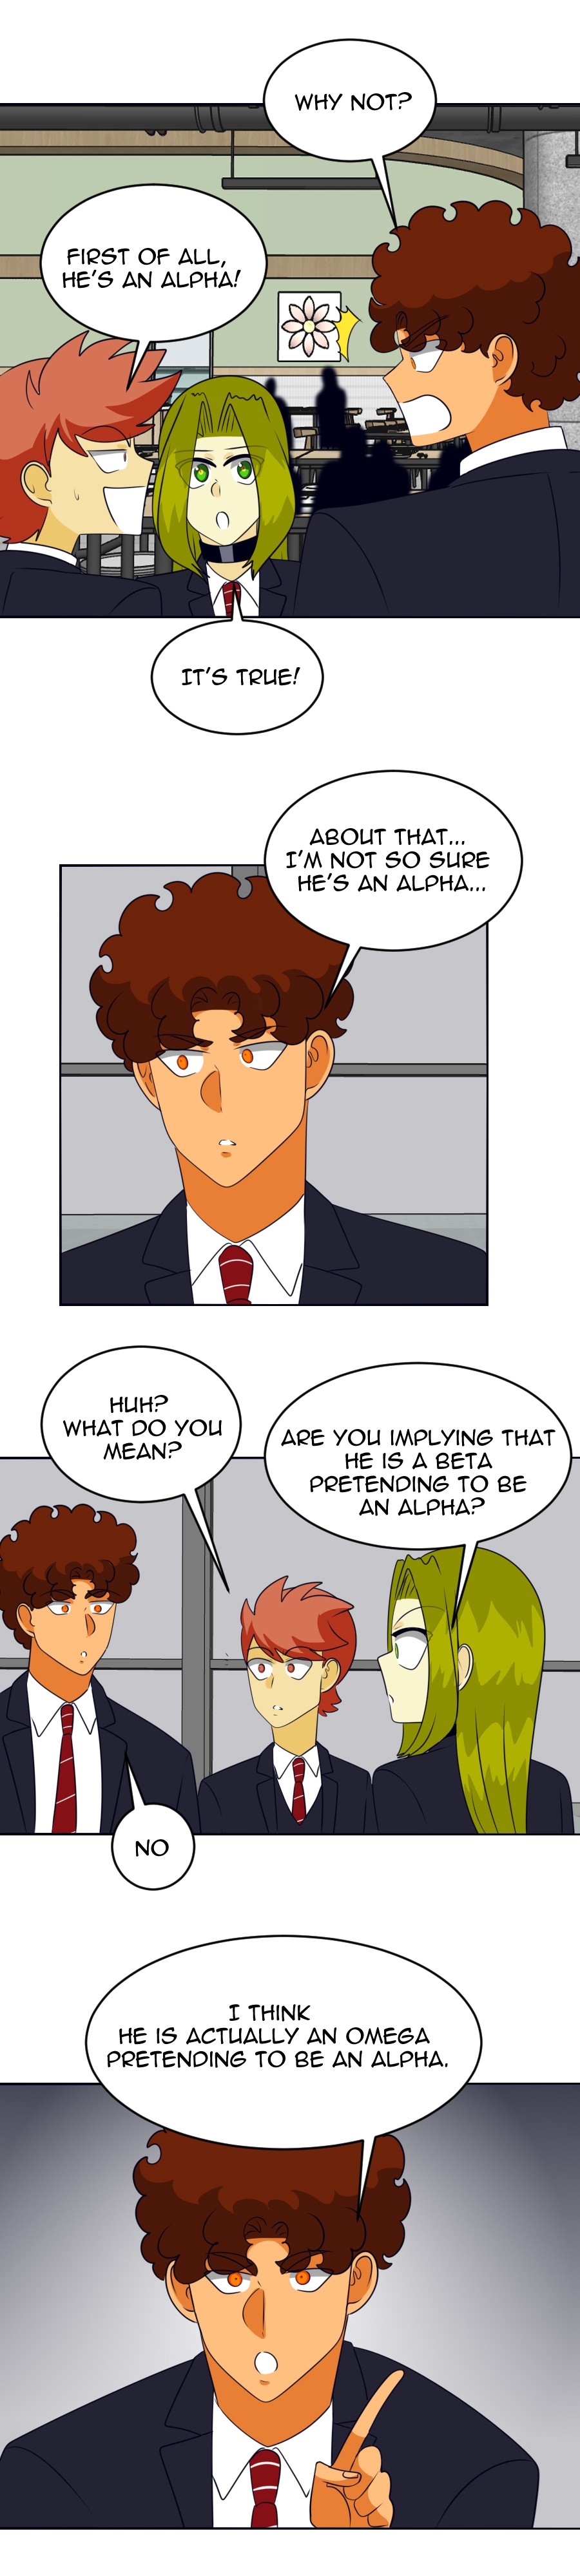 WHY NOT?
FIRST OF ALL,
HE'S AN ALPHA!
IT'S TRUE!
ABOUT THAT...
I'M NOT SO SURE
HE'S AN ALPHA...
HUH?
WHAT DO YOU
MEAN?
ARE YOU IMPLYING THAT
HE IS A BETA
PRETENDING TO BE
AN ALPHA?
NO
I THINK
HE IS ACTUALLY AN OMEGA
PRETENDING TO BE AN ALPHA.